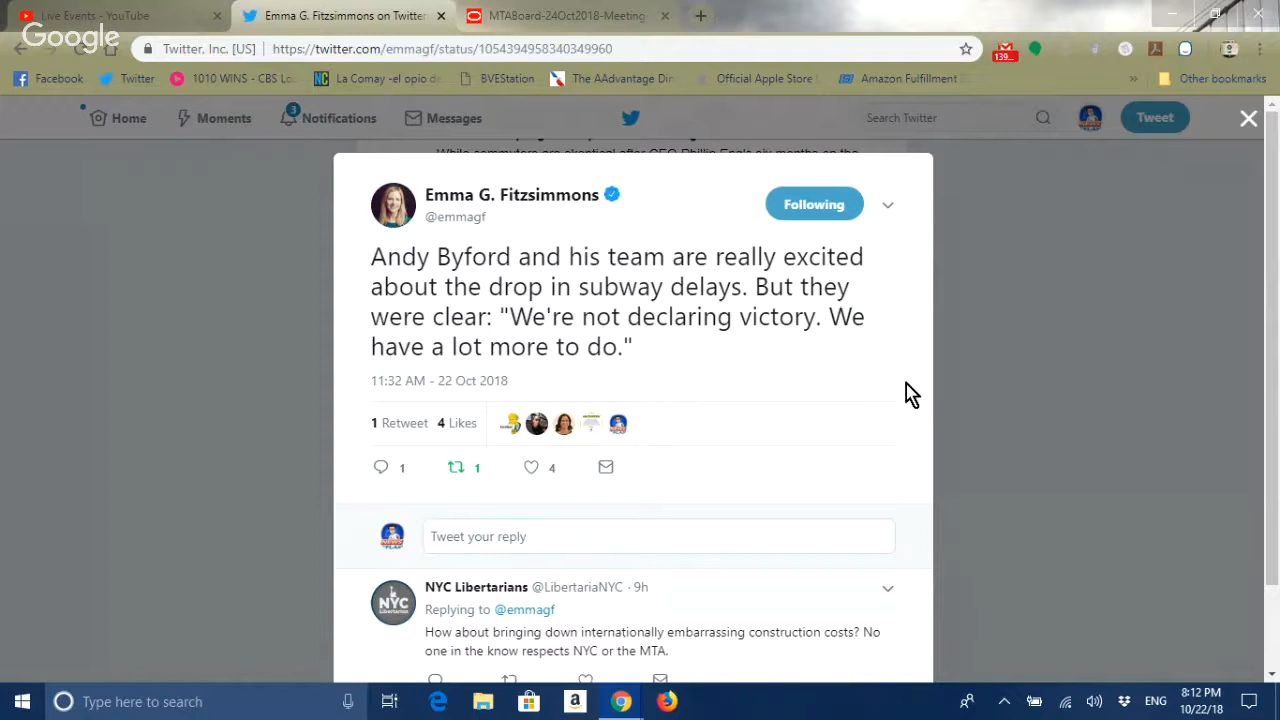 Live Events - YouTube
Emma G. Fitzsimmons on Twitter
MTABoard-24Oct2018-Meeting-
Google
Twitter, Inc. [US] | https://twitter.com/emmagf/status/1054394958340349960
139...
Facebook
Twitter
1010 WINS - CBS Lo
La Comay -el opio de
BVEStation
The AAdvantage Din
Official Apple Store
Amazon Fulfillment
»
Other bookmarks
Home
Moments
3
Notifications
Messages
Search Twitter
Tweet
Emma G. Fitzsimmons
@emmagf
Following
Andy Byford and his team are really excited
about the drop in subway delays. But they
were clear: "We're not declaring victory. We
have a lot more to do."
11:32 AM - 22 Oct 2018
1 Retweet 4 Likes
1 1 4
Tweet your reply
NYC Libertarians @LibertariaNYC · 9h
Replying to @emmagf
How about bringing down internationally embarrassing construction costs? No
one in the know respects NYC or the MTA.
Type here to search
ENG
8:12 PM
10/22/18